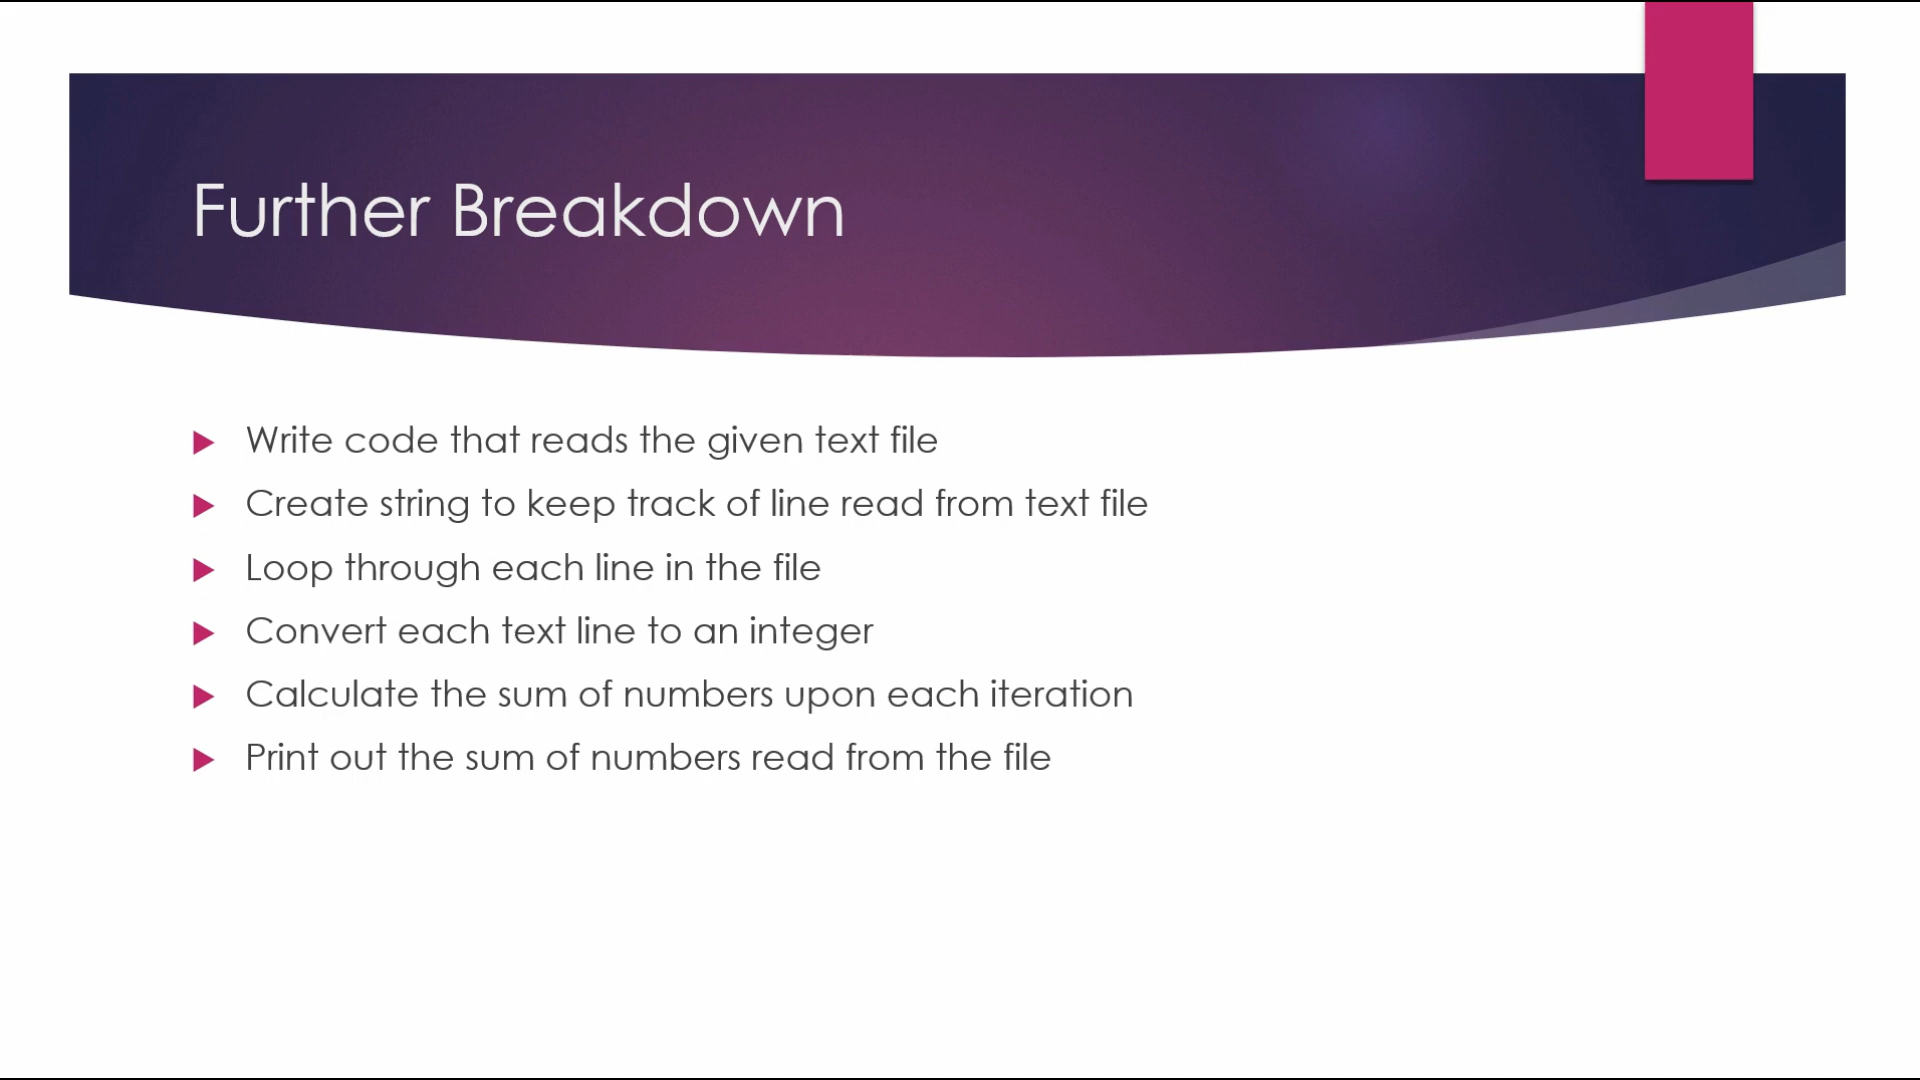 Further Breakdown
Write code that reads the given text file
Create string to keep track of line read from text file
Loop through each line in the file
Convert each text line to an integer
Calculate the sum of numbers upon each iteration
Print out the sum of numbers read from the file